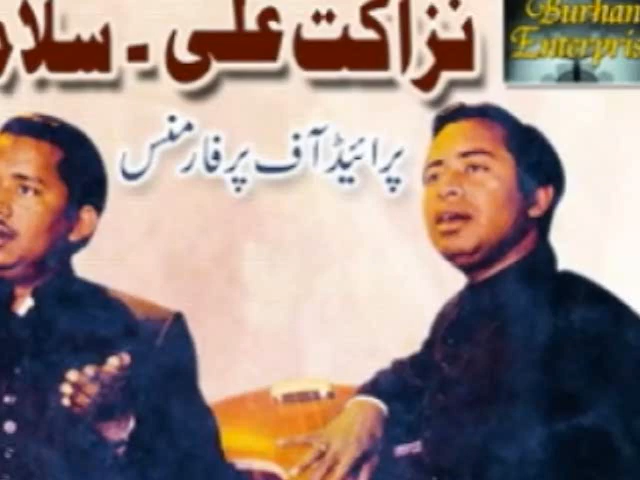 نزاکت علی - سلا
Burhan
Enterpris
پرائیڈ آف پرفارمنس